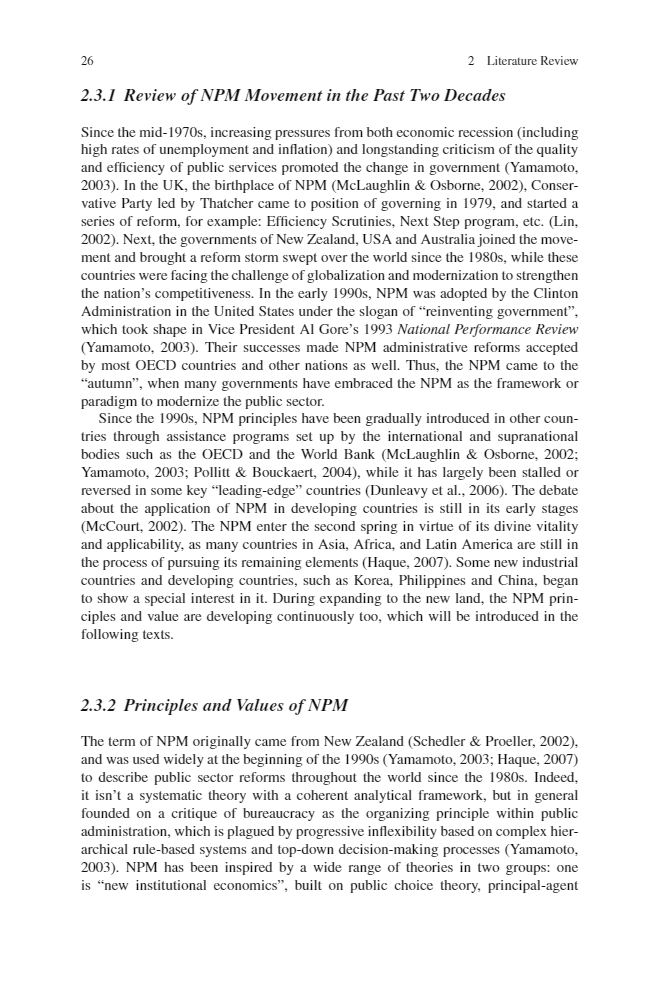 26
2 Literature Review
2.3.1 Review of NPM Movement in the Past Two Decades
Since the mid-1970s, increasing pressures from both economic recession (including
high rates of unemployment and inflation) and longstanding criticism of the quality
and efficiency of public services promoted the change in government (Yamamoto,
2003). In the UK, the birthplace of NPM (McLaughlin & Osborne, 2002), Conser-
vative Party led by Thatcher came to position of governing in 1979, and started a
series of reform, for example: Efficiency Scrutinies, Next Step program, etc. (Lin,
2002). Next, the governments of New Zealand, USA and Australia joined the move-
ment and brought a reform storm swept over the world since the 1980s, while these
countries were facing the challenge of globalization and modernization to strengthen
the nation's competitiveness. In the early 1990s, NPM was adopted by the Clinton
Administration in the United States under the slogan of “reinventing government”,
which took shape in Vice President Al Gore's 1993 National Performance Review
(Yamamoto, 2003). Their successes made NPM administrative reforms accepted
by most OECD countries and other nations as well. Thus, the NPM came to the
“autumn”, when many governments have embraced the NPM as the framework or
paradigm to modernize the public sector.
Since the 1990s, NPM principles have been gradually introduced in other coun-
tries through assistance programs set up by the international and supranational
bodies such as the OECD and the World Bank (McLaughlin & Osborne, 2002;
Yamamoto, 2003; Pollitt & Bouckaert, 2004), while it has largely been stalled or
reversed in some key “leading-edge” countries (Dunleavy et al., 2006). The debate
about the application of NPM in developing countries is still in its early stages
(McCourt, 2002). The NPM enter the second spring in virtue of its divine vitality
and applicability, as many countries in Asia, Africa, and Latin America are still in
the process of pursuing its remaining elements (Haque, 2007). Some new industrial
countries and developing countries, such as Korea, Philippines and China, began
to show a special interest in it. During expanding to the new land, the NPM prin-
ciples and value are developing continuously too, which will be introduced in the
following texts.
2.3.2 Principles and Values of NPM
The term of NPM originally came from New Zealand (Schedler & Proeller, 2002),
and was used widely at the beginning of the 1990s (Yamamoto, 2003; Haque, 2007)
to describe public sector reforms throughout the world since the 1980s. Indeed,
it isn't a systematic theory with a coherent analytical framework, but in general
founded on a critique of bureaucracy as the organizing principle within public
administration, which is plagued by progressive inflexibility based on complex hier-
archical rule-based systems and top-down decision-making processes (Yamamoto,
2003). NPM has been inspired by a wide range of theories in two groups: one
is “new institutional economics”, built on public choice theory, principal-agent